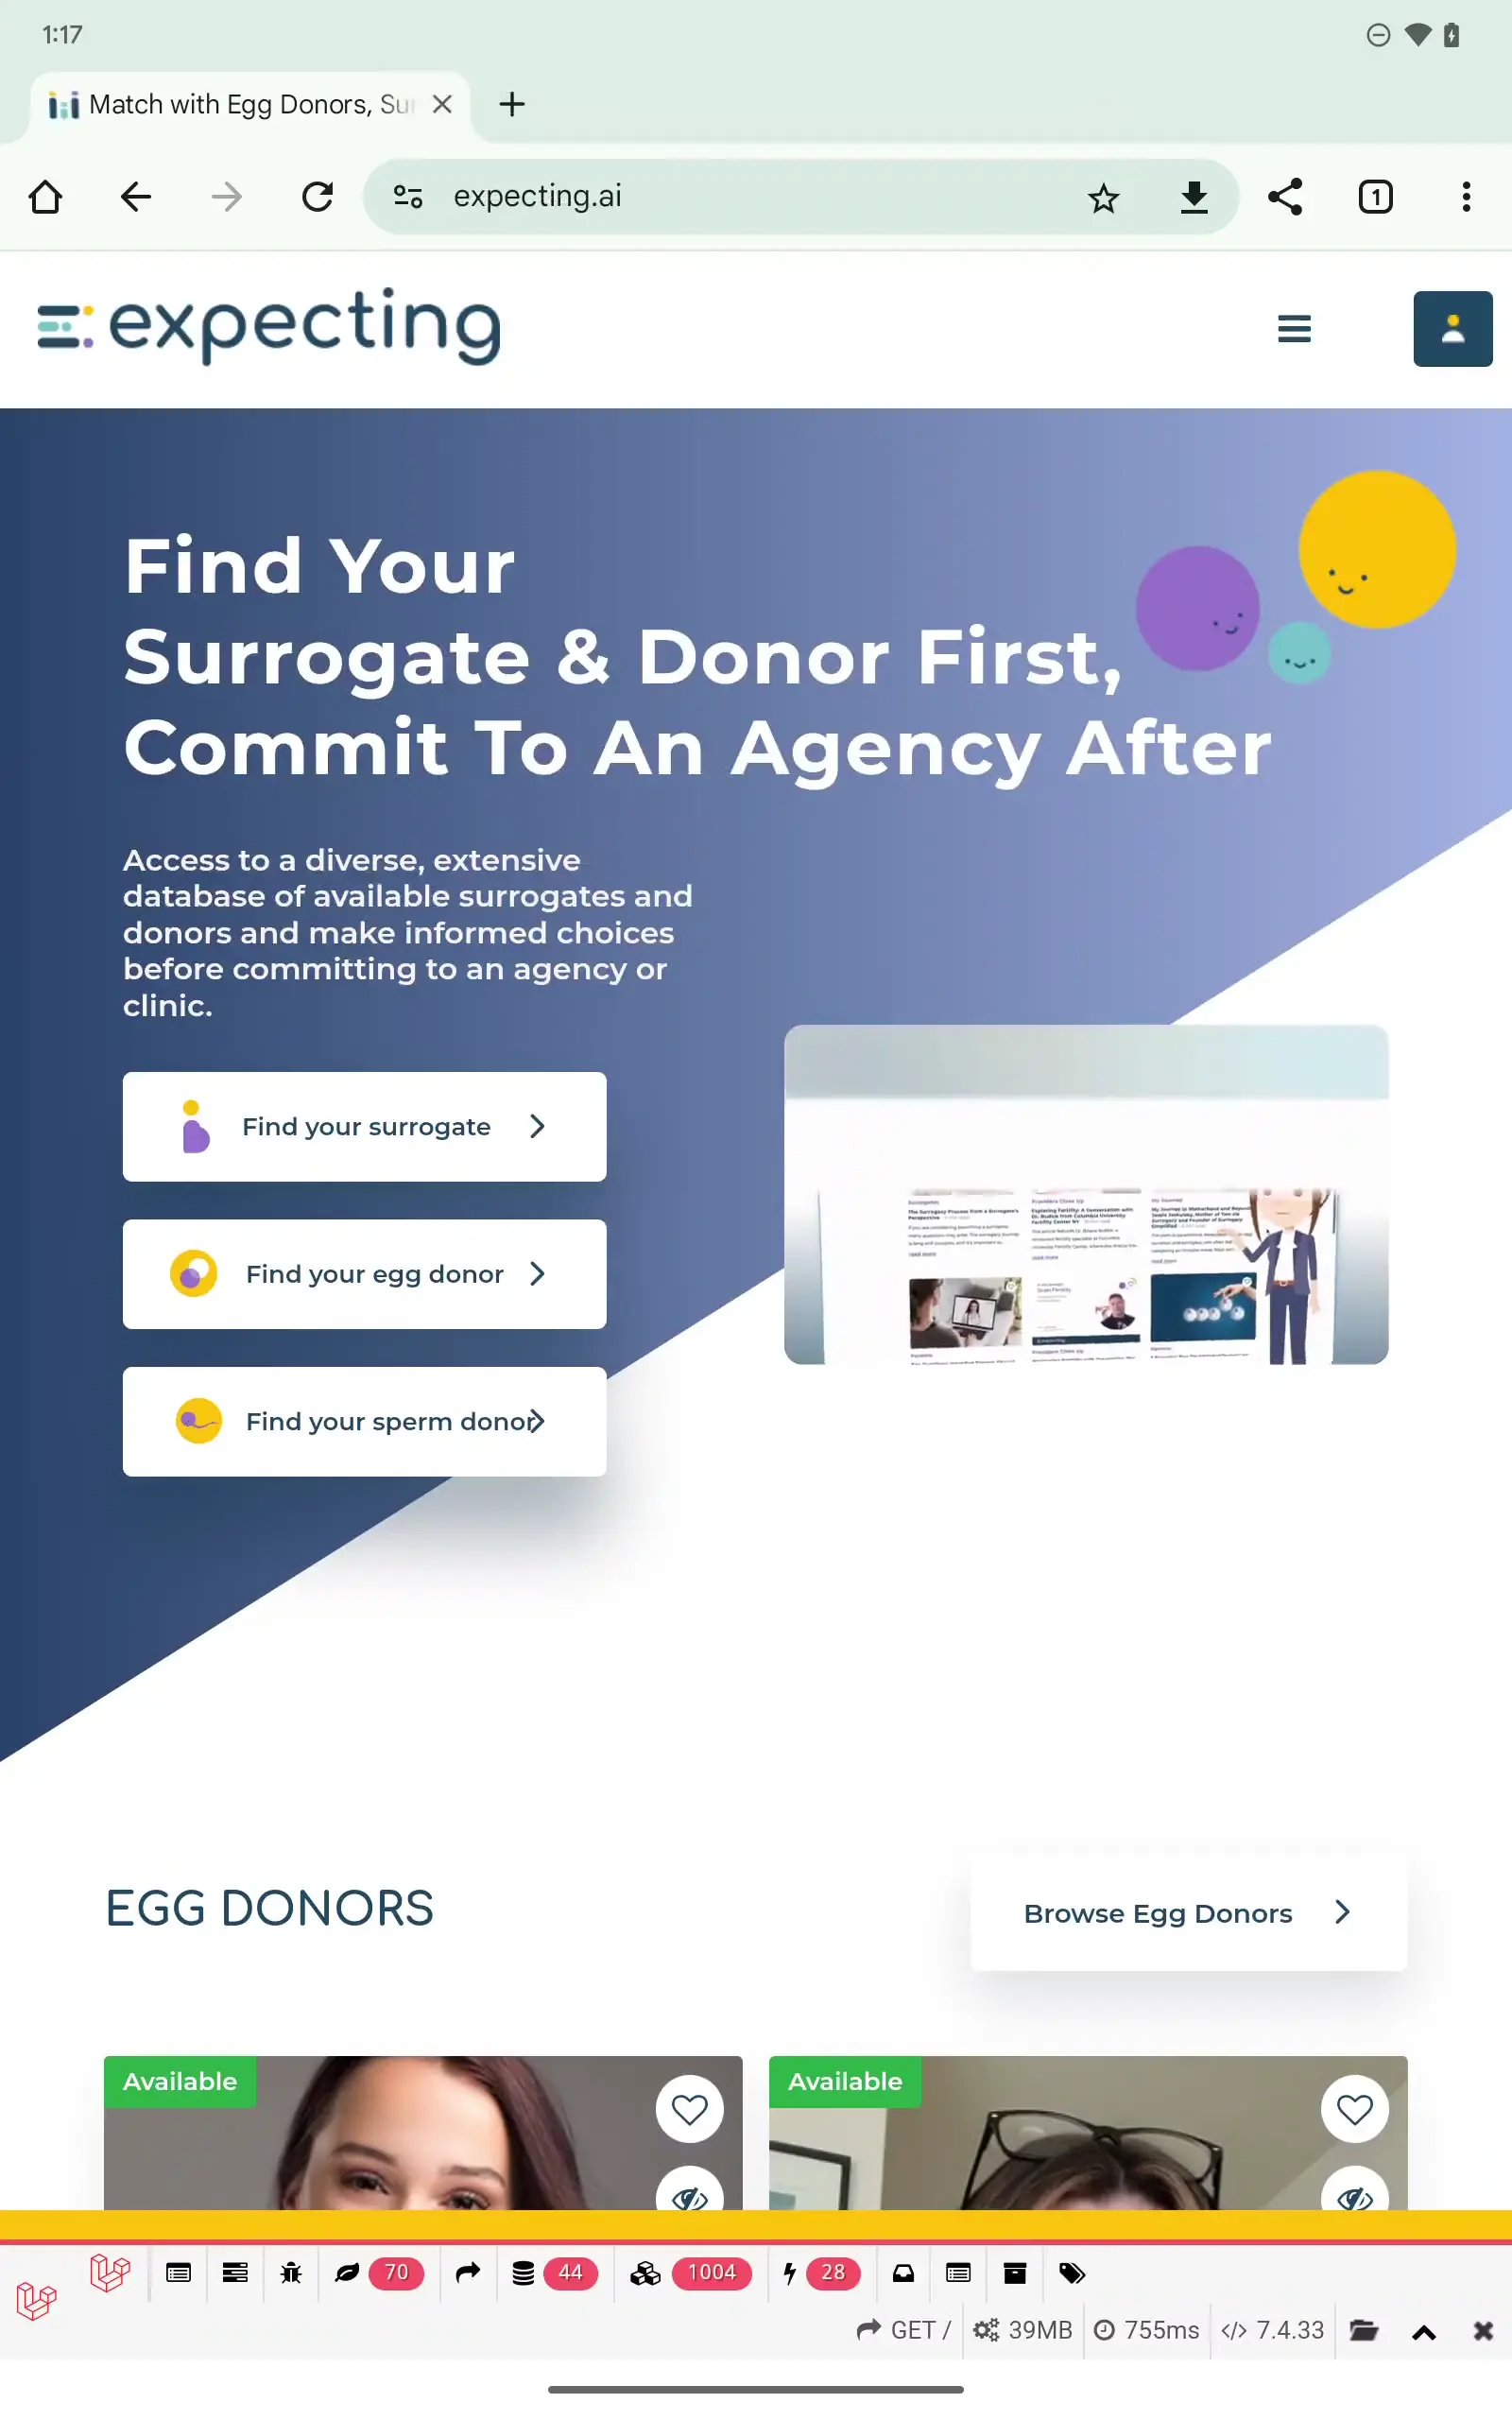 1:17
Match with Egg Donors, Su
expecting.ai
1
expecting
Find Your
Surrogate & Donor First,
Commit To An Agency After
Access to a diverse, extensive
database of available surrogates and
donors and make informed choices
before committing to an agency or
clinic.
Find your surrogate
Find your egg donor
Find your sperm donor
EGG DONORS
Browse Egg Donors
Available
Available
70
44
1004
28
GET /
39MB
755ms
7.4.33